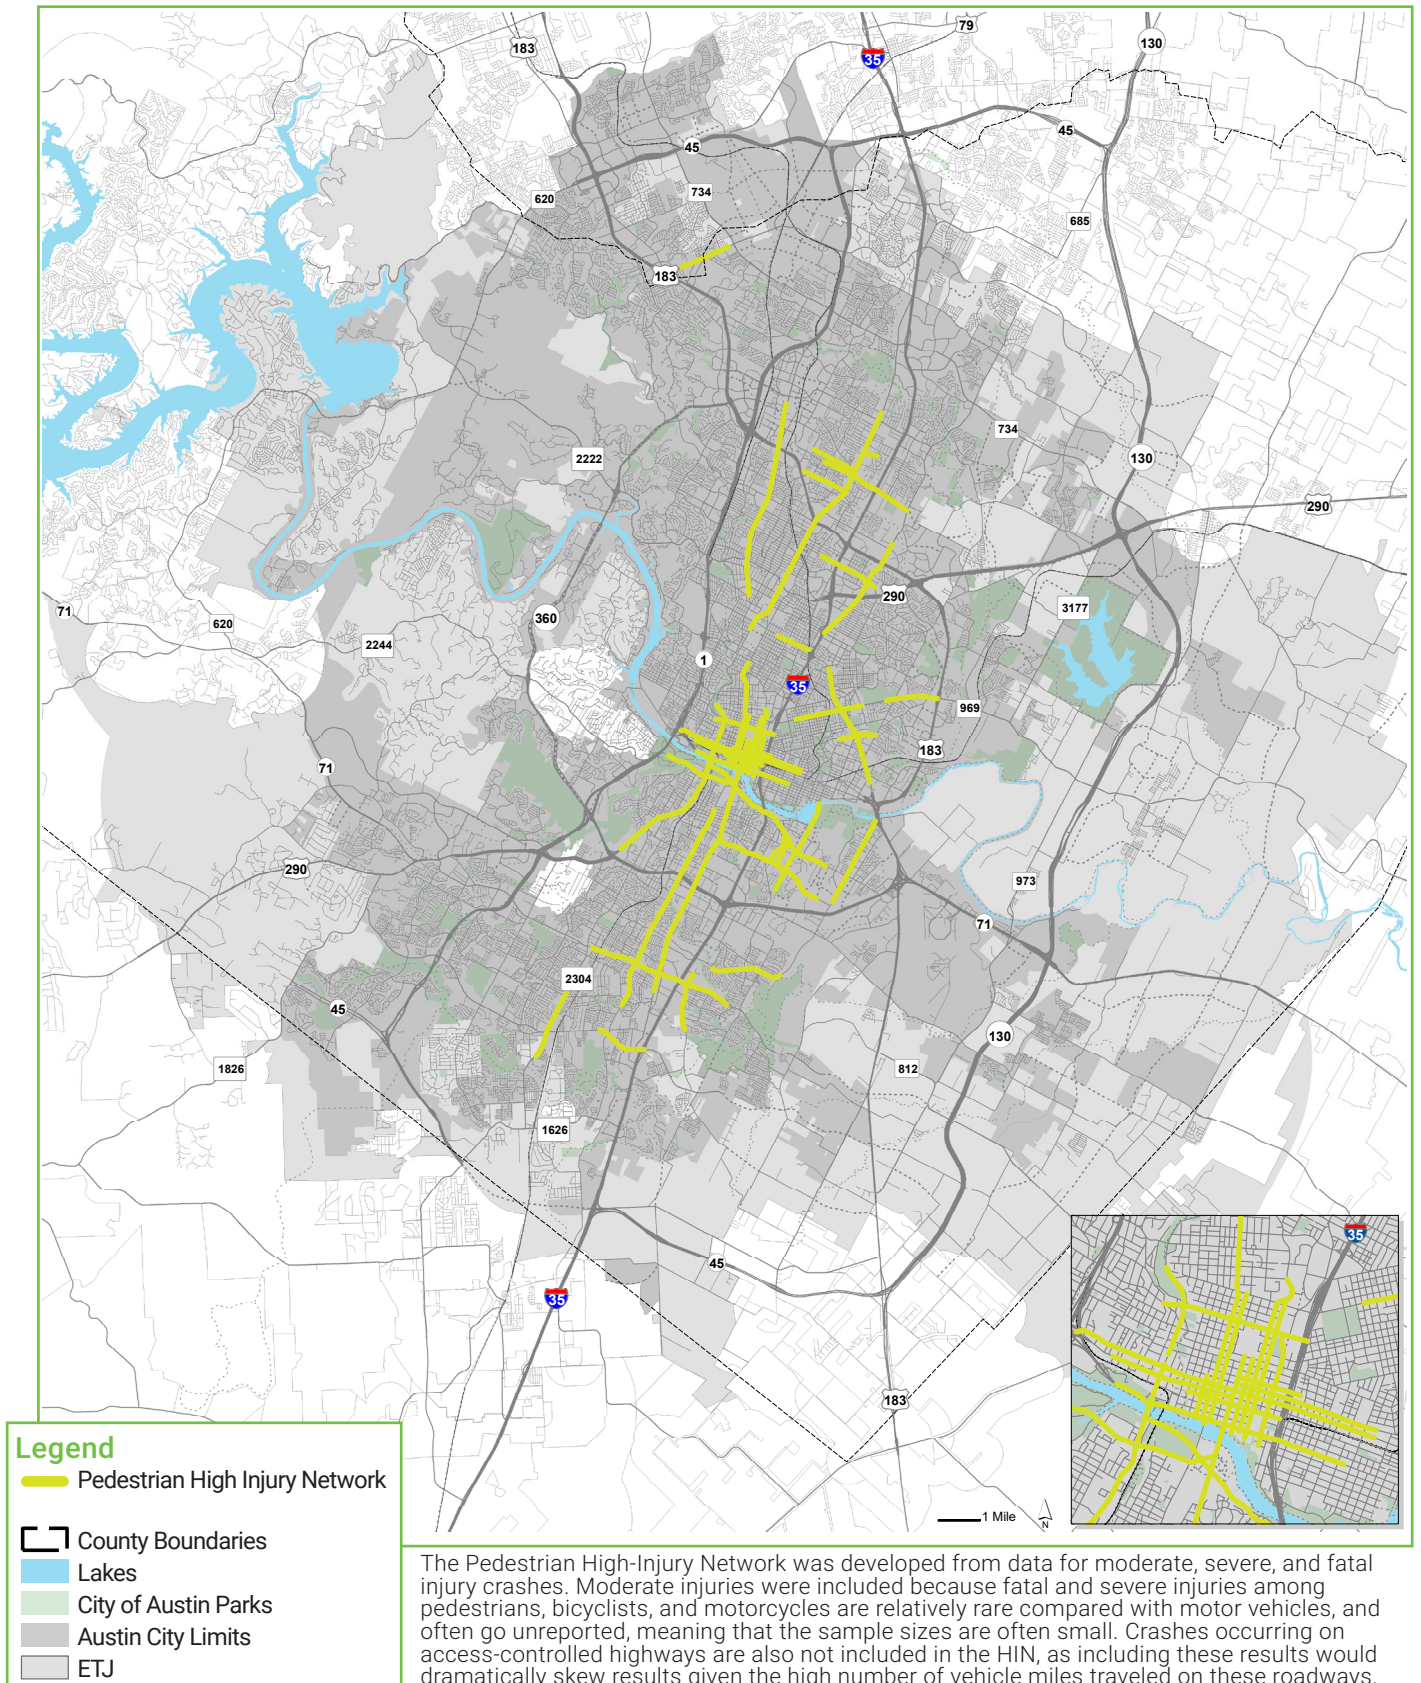 79
183
130
35
45
45
734
620
685
183
734
2222
130
290
290
71
3177
620
360
2244
1
35
969
183
71
290
973
71
2304
45
130
1826
812
1626
35
45
35
183
1 Mile
N
Legend
Pedestrian High Injury Network
County Boundaries
Lakes
City of Austin Parks
Austin City Limits
ETJ
The Pedestrian High-Injury Network was developed from data for moderate, severe, and fatal
injury crashes. Moderate injuries were included because fatal and severe injuries among
pedestrians, bicyclists, and motorcycles are relatively rare compared with motor vehicles, and
often go unreported, meaning that the sample sizes are often small. Crashes occurring on
access-controlled highways are also not included in the HIN, as including these results would
dramatically skew results given the high number of vehicle miles traveled on these roadways.